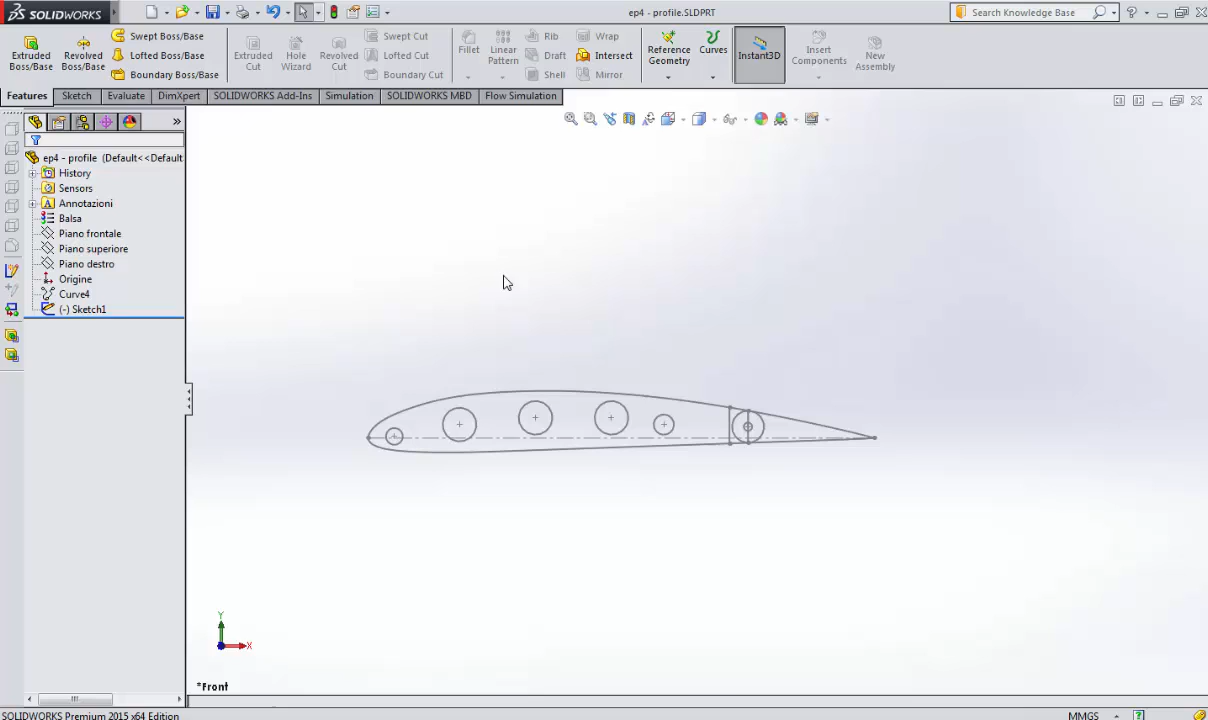 SOLIDWORKS
ep4 - profile.SLDPRT
Search Knowledge Base
Extruded Boss/Base
Revolved Boss/Base
Swept Boss/Base
Lofted Boss/Base
Boundary Boss/Base
Extruded Cut
Hole Wizard
Revolved Cut
Swept Cut
Lofted Cut
Boundary Cut
Fillet
Linear Pattern
Rib
Draft
Shell
Wrap
Intersect
Mirror
Reference Geometry
Curves
Instant3D
Insert Components
New Assembly
Features
Sketch
Evaluate
DimXpert
SOLIDWORKS Add-Ins
Simulation
SOLIDWORKS MBD
Flow Simulation
ep4 - profile (Default<<Default
History
Sensors
Annotazioni
Balsa
Piano frontale
Piano superiore
Piano destro
Origine
Curve4
(-) Sketch1
Y
X
*Front
SOLIDWORKS Premium 2015 x64 Edition
MMGS